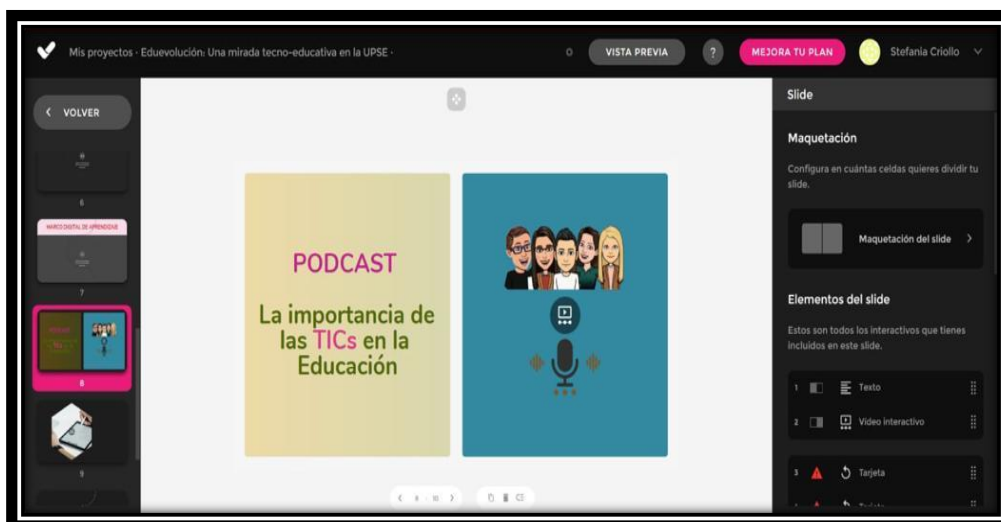 Mis proyectos · Eduevolución: Una mirada tecno-educativa en la UPSE ·
VISTA PREVIA
?
MEJORA TU PLAN
Stefania Criollo
VOLVER
6
MARCO DIGITAL DE APRENDIZAJE
7
PODCAST
8
9
PODCAST
La importancia de
las TICs en la
Educación
8 · 10
Slide
Maquetación
Configura en cuántas celdas quieres dividir tu
slide.
Maquetación del slide
Elementos del slide
Estos son todos los interactivos que tienes
incluidos en este slide.
1 Texto
2 Video interactivo
3 Tarjeta